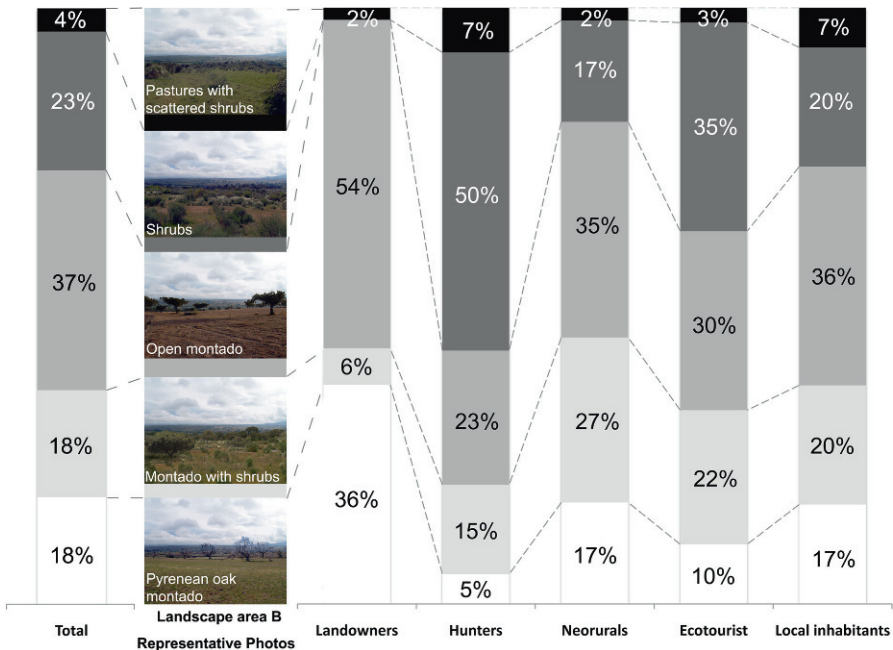 4%
23%
37%
18%
18%
Total
Pastures with
scattered shrubs
Shrubs
Open montado
Montado with shrubs
Pyrenean oak
montado
Landscape area B
Representative Photos
2%
54%
6%
36%
Landowners
7%
50%
23%
15%
5%
Hunters
2%
17%
35%
27%
17%
Neorurals
3%
35%
30%
22%
10%
Ecotourist
7%
20%
36%
20%
17%
Local inhabitants